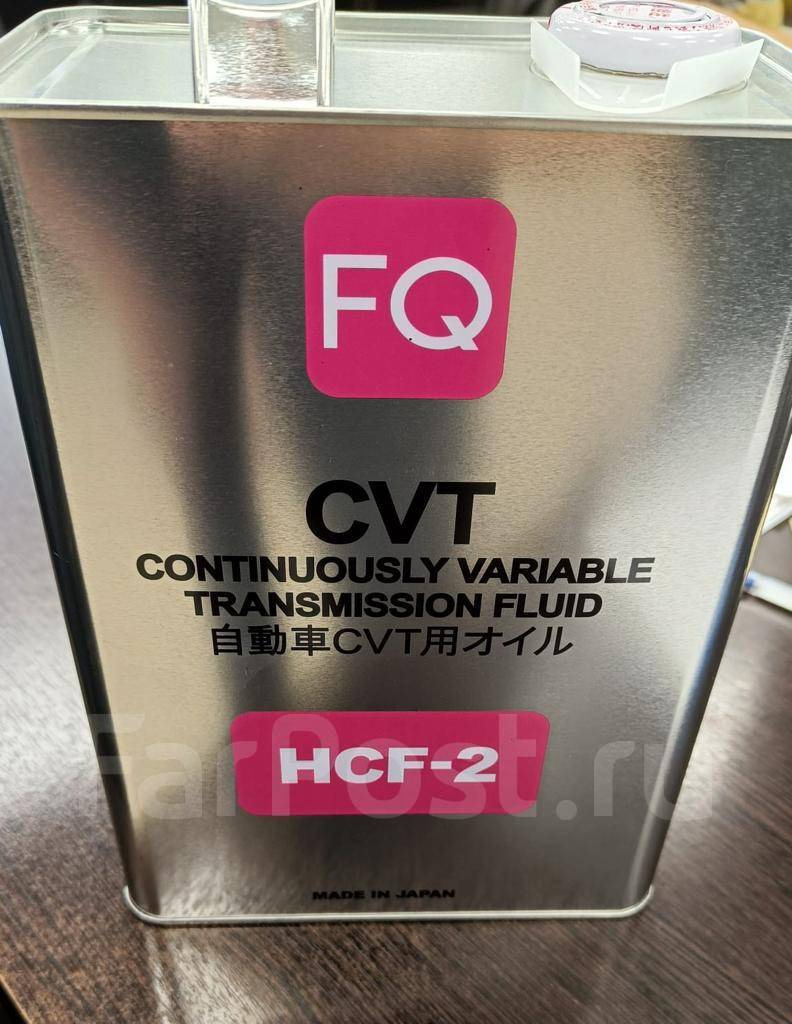 FQ
CVT
CONTINUOUSLY VARIABLE
TRANSMISSION FLUID
自動車CVT用オイル
HCF-2
FarPost.ru
MADE IN JAPAN